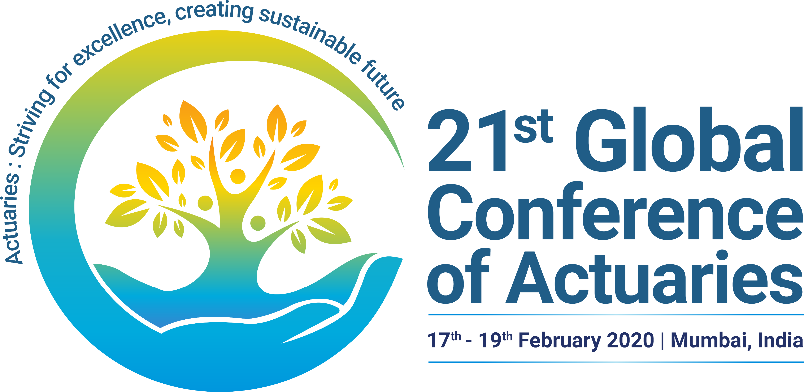 Actuaries : Striving for excellence, creating sustainable future
21st Global
Conference
of Actuaries
17th - 19th February 2020 | Mumbai, India